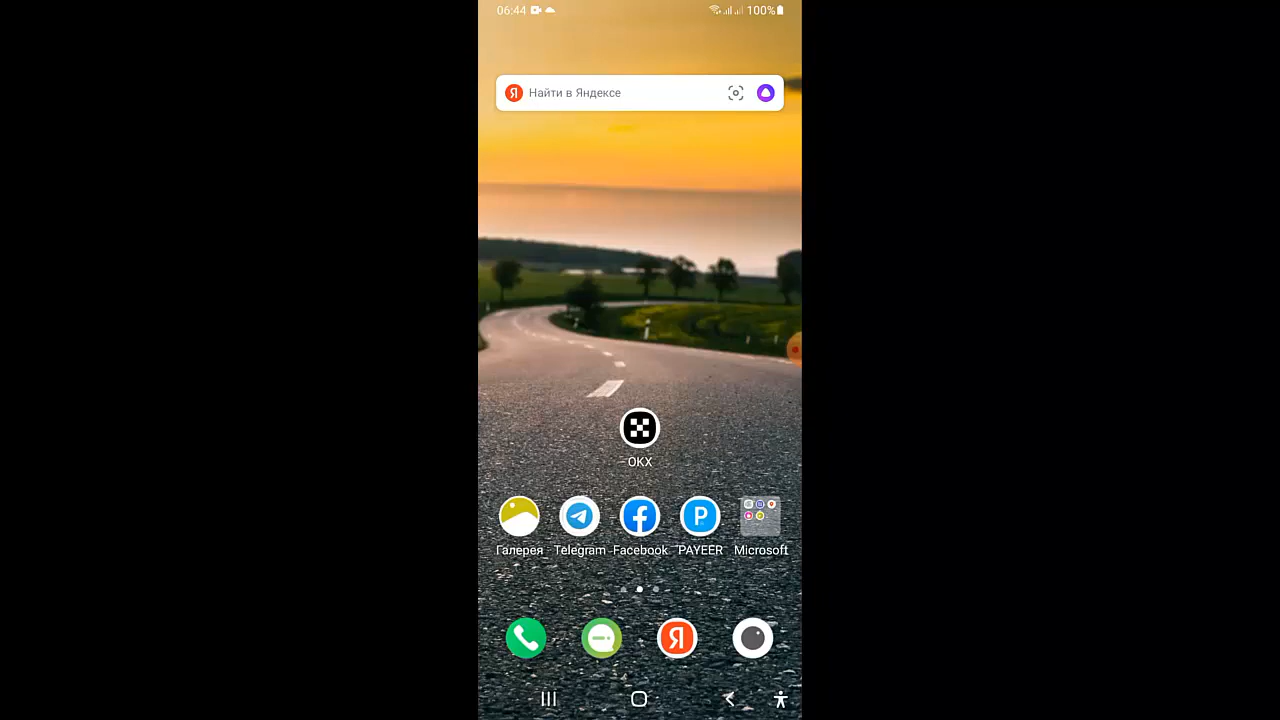 06:44
100%
Я Найти в Яндексе
OKX
Галерея Telegram Facebook PAYEER Microsoft
Я